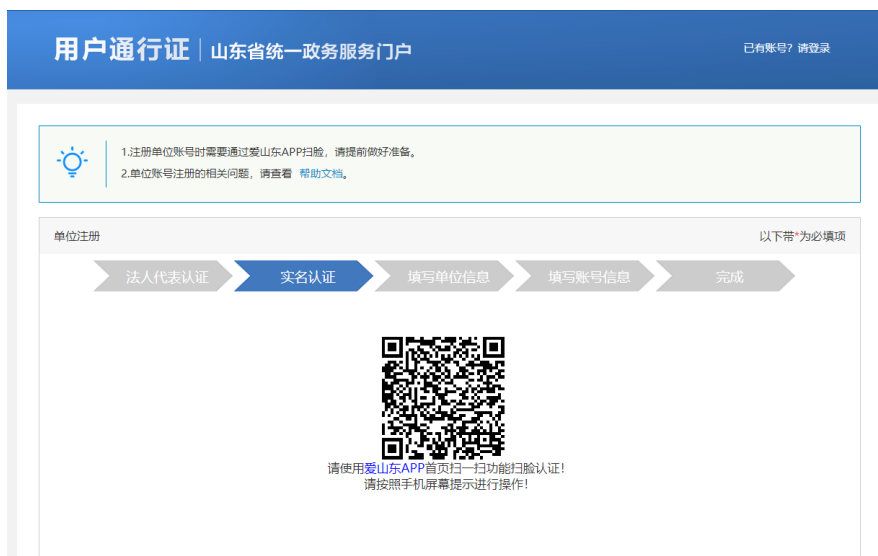 用户通行证 山东省统一政务服务门户 已有账号？请登录
1.注册单位账号时需要通过爱山东APP扫脸，请提前做好准备。
2.单位账号注册的相关问题，请查看 帮助文档。
单位注册 以下带*为必填项
法人代表认证 实名认证 填写单位信息 填写账号信息 完成
请使用爱山东APP首页扫一扫功能扫脸认证！
请按照手机屏幕提示进行操作！